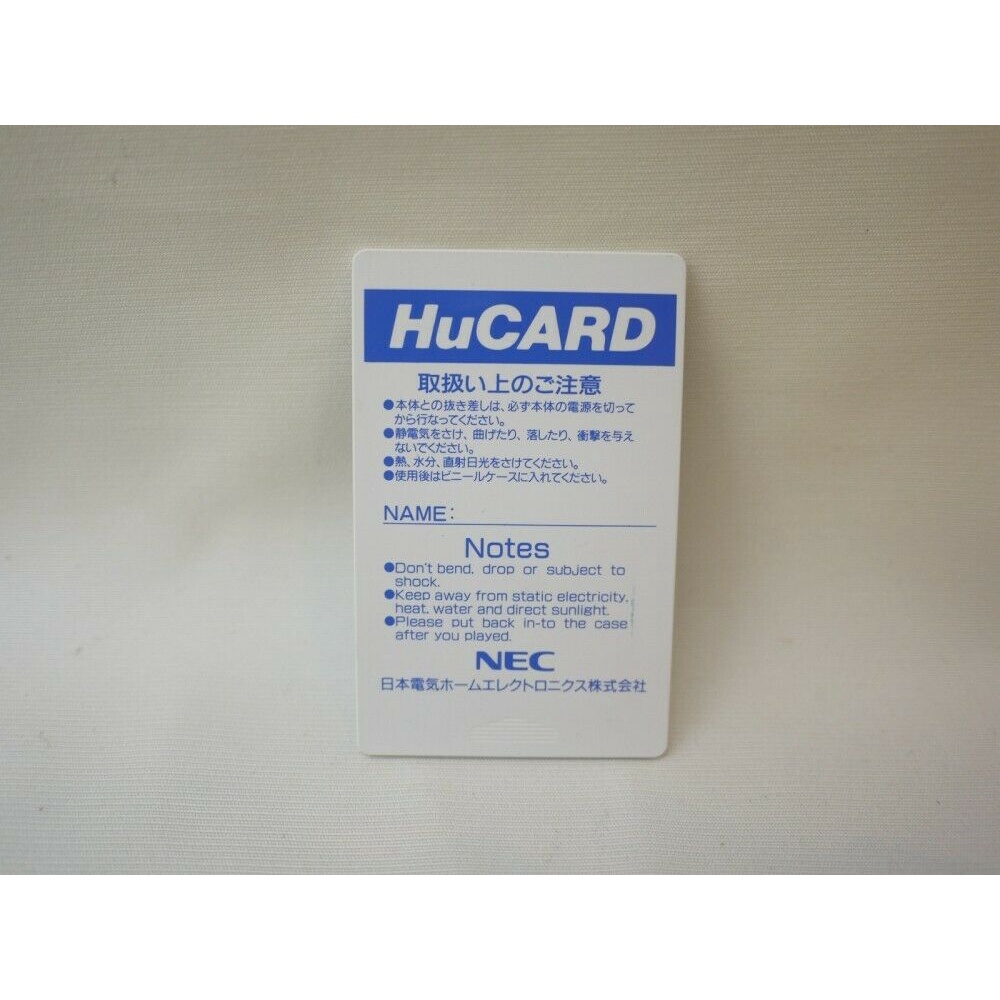 HuCARD
取扱い上のご注意
●本体との抜き差しは、必ず本体の電源を切って
から行なってください。
●静電気をさけ、曲げたり、落したり、衝撃を与え
ないでください。
●熱、水分、直射日光をさけてください。
●使用後はビニールケースに入れてください。
NAME:
Notes
●Don't bend, drop or subject to
shock.
●Keep away from static electricity,
heat, water and direct sunlight.
●Please put back in-to the case
after you played.
NEC
日本電気ホームエレクトロニクス株式会社